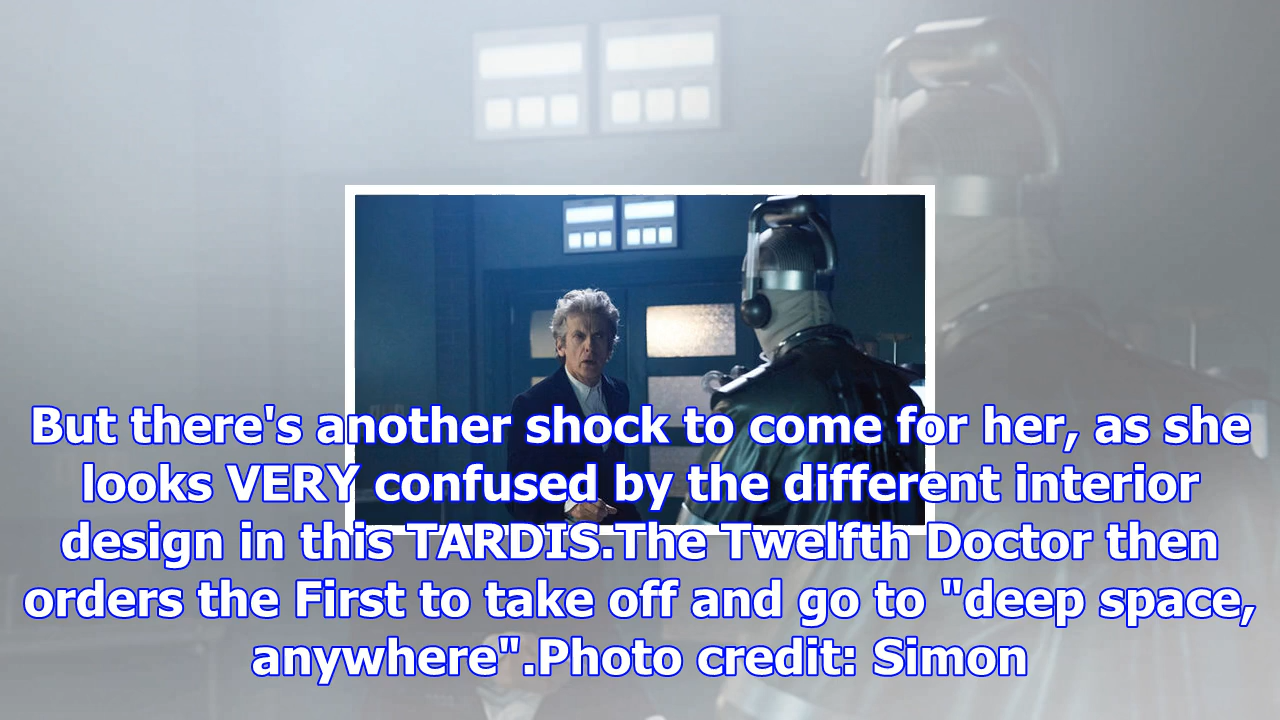 But there's another shock to come for her, as she
looks VERY confused by the different interior
design in this TARDIS.The Twelfth Doctor then
orders the First to take off and go to "deep space,
anywhere".Photo credit: Simon